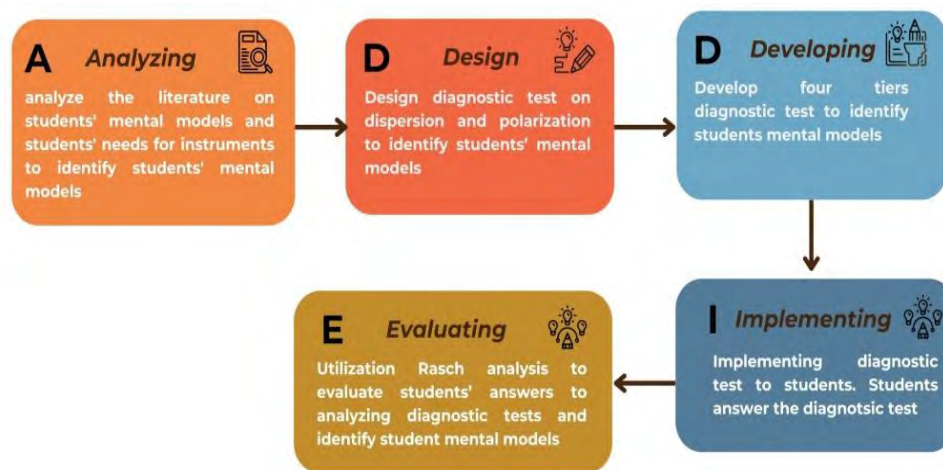 A Analyzing
analyze the literature on
students' mental models and
students' needs for instruments
to identify students' mental
models
D Design
Design diagnostic test on
dispersion and polarization to
identify students' mental
models
D Developing
Develop four tiers
diagnostic test to identify
students mental models
I Implementing
Implementing diagnostic
test to students. Students
answer the diagnotsic test
E Evaluating
Utilization Rasch analysis to
evaluate students' answers to
analyzing diagnostic tests and
identify student mental models